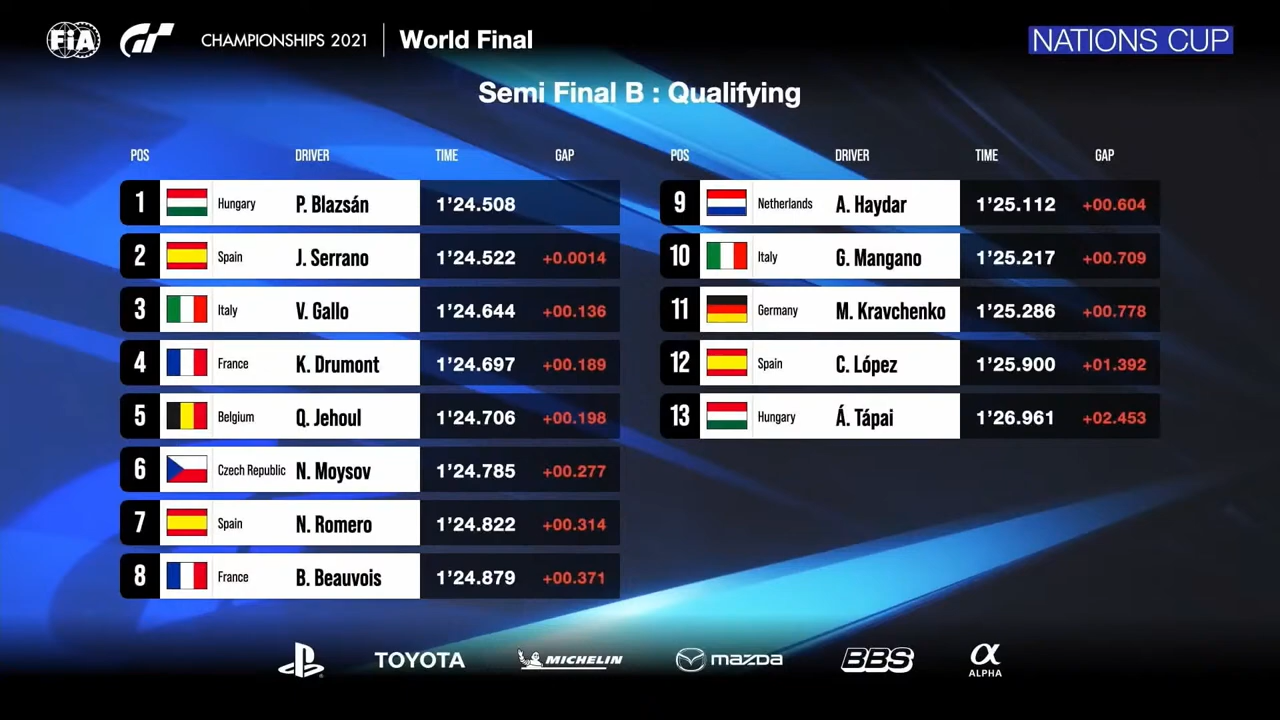 FIA GT CHAMPIONSHIPS 2021 World Final NATIONS CUP
Semi Final B : Qualifying
POS DRIVER TIME GAP
1 Hungary P. Blazsán 1'24.508
2 Spain J. Serrano 1'24.522 +0.0014
3 Italy V. Gallo 1'24.644 +00.136
4 France K. Drumont 1'24.697 +00.189
5 Belgium Q. Jehoul 1'24.706 +00.198
6 Czech Republic N. Moysov 1'24.785 +00.277
7 Spain N. Romero 1'24.822 +00.314
8 France B. Beauvois 1'24.879 +00.371
POS DRIVER TIME GAP
9 Netherlands A. Haydar 1'25.112 +00.604
10 Italy G. Mangano 1'25.217 +00.709
11 Germany M. Kravchenko 1'25.286 +00.778
12 Spain C. López 1'25.900 +01.392
13 Hungary Á. Tápai 1'26.961 +02.453
TOYOTA MICHELIN mazda BBS α
ALPHA